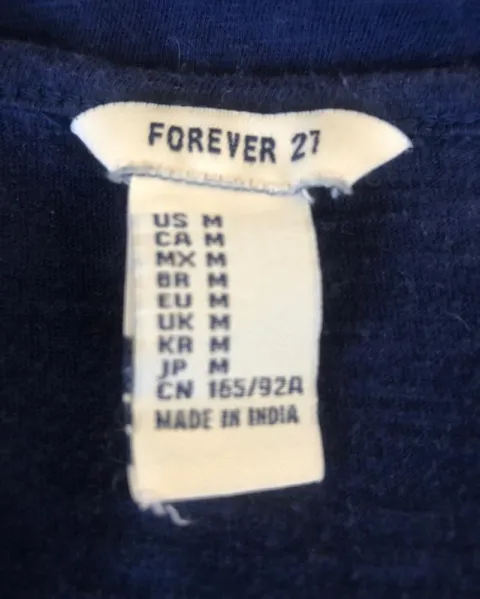 FOREVER 27
US M
CA M
MX M
BR M
EU M
UK M
KR M
JP M
CN 165/92A
MADE IN INDIA